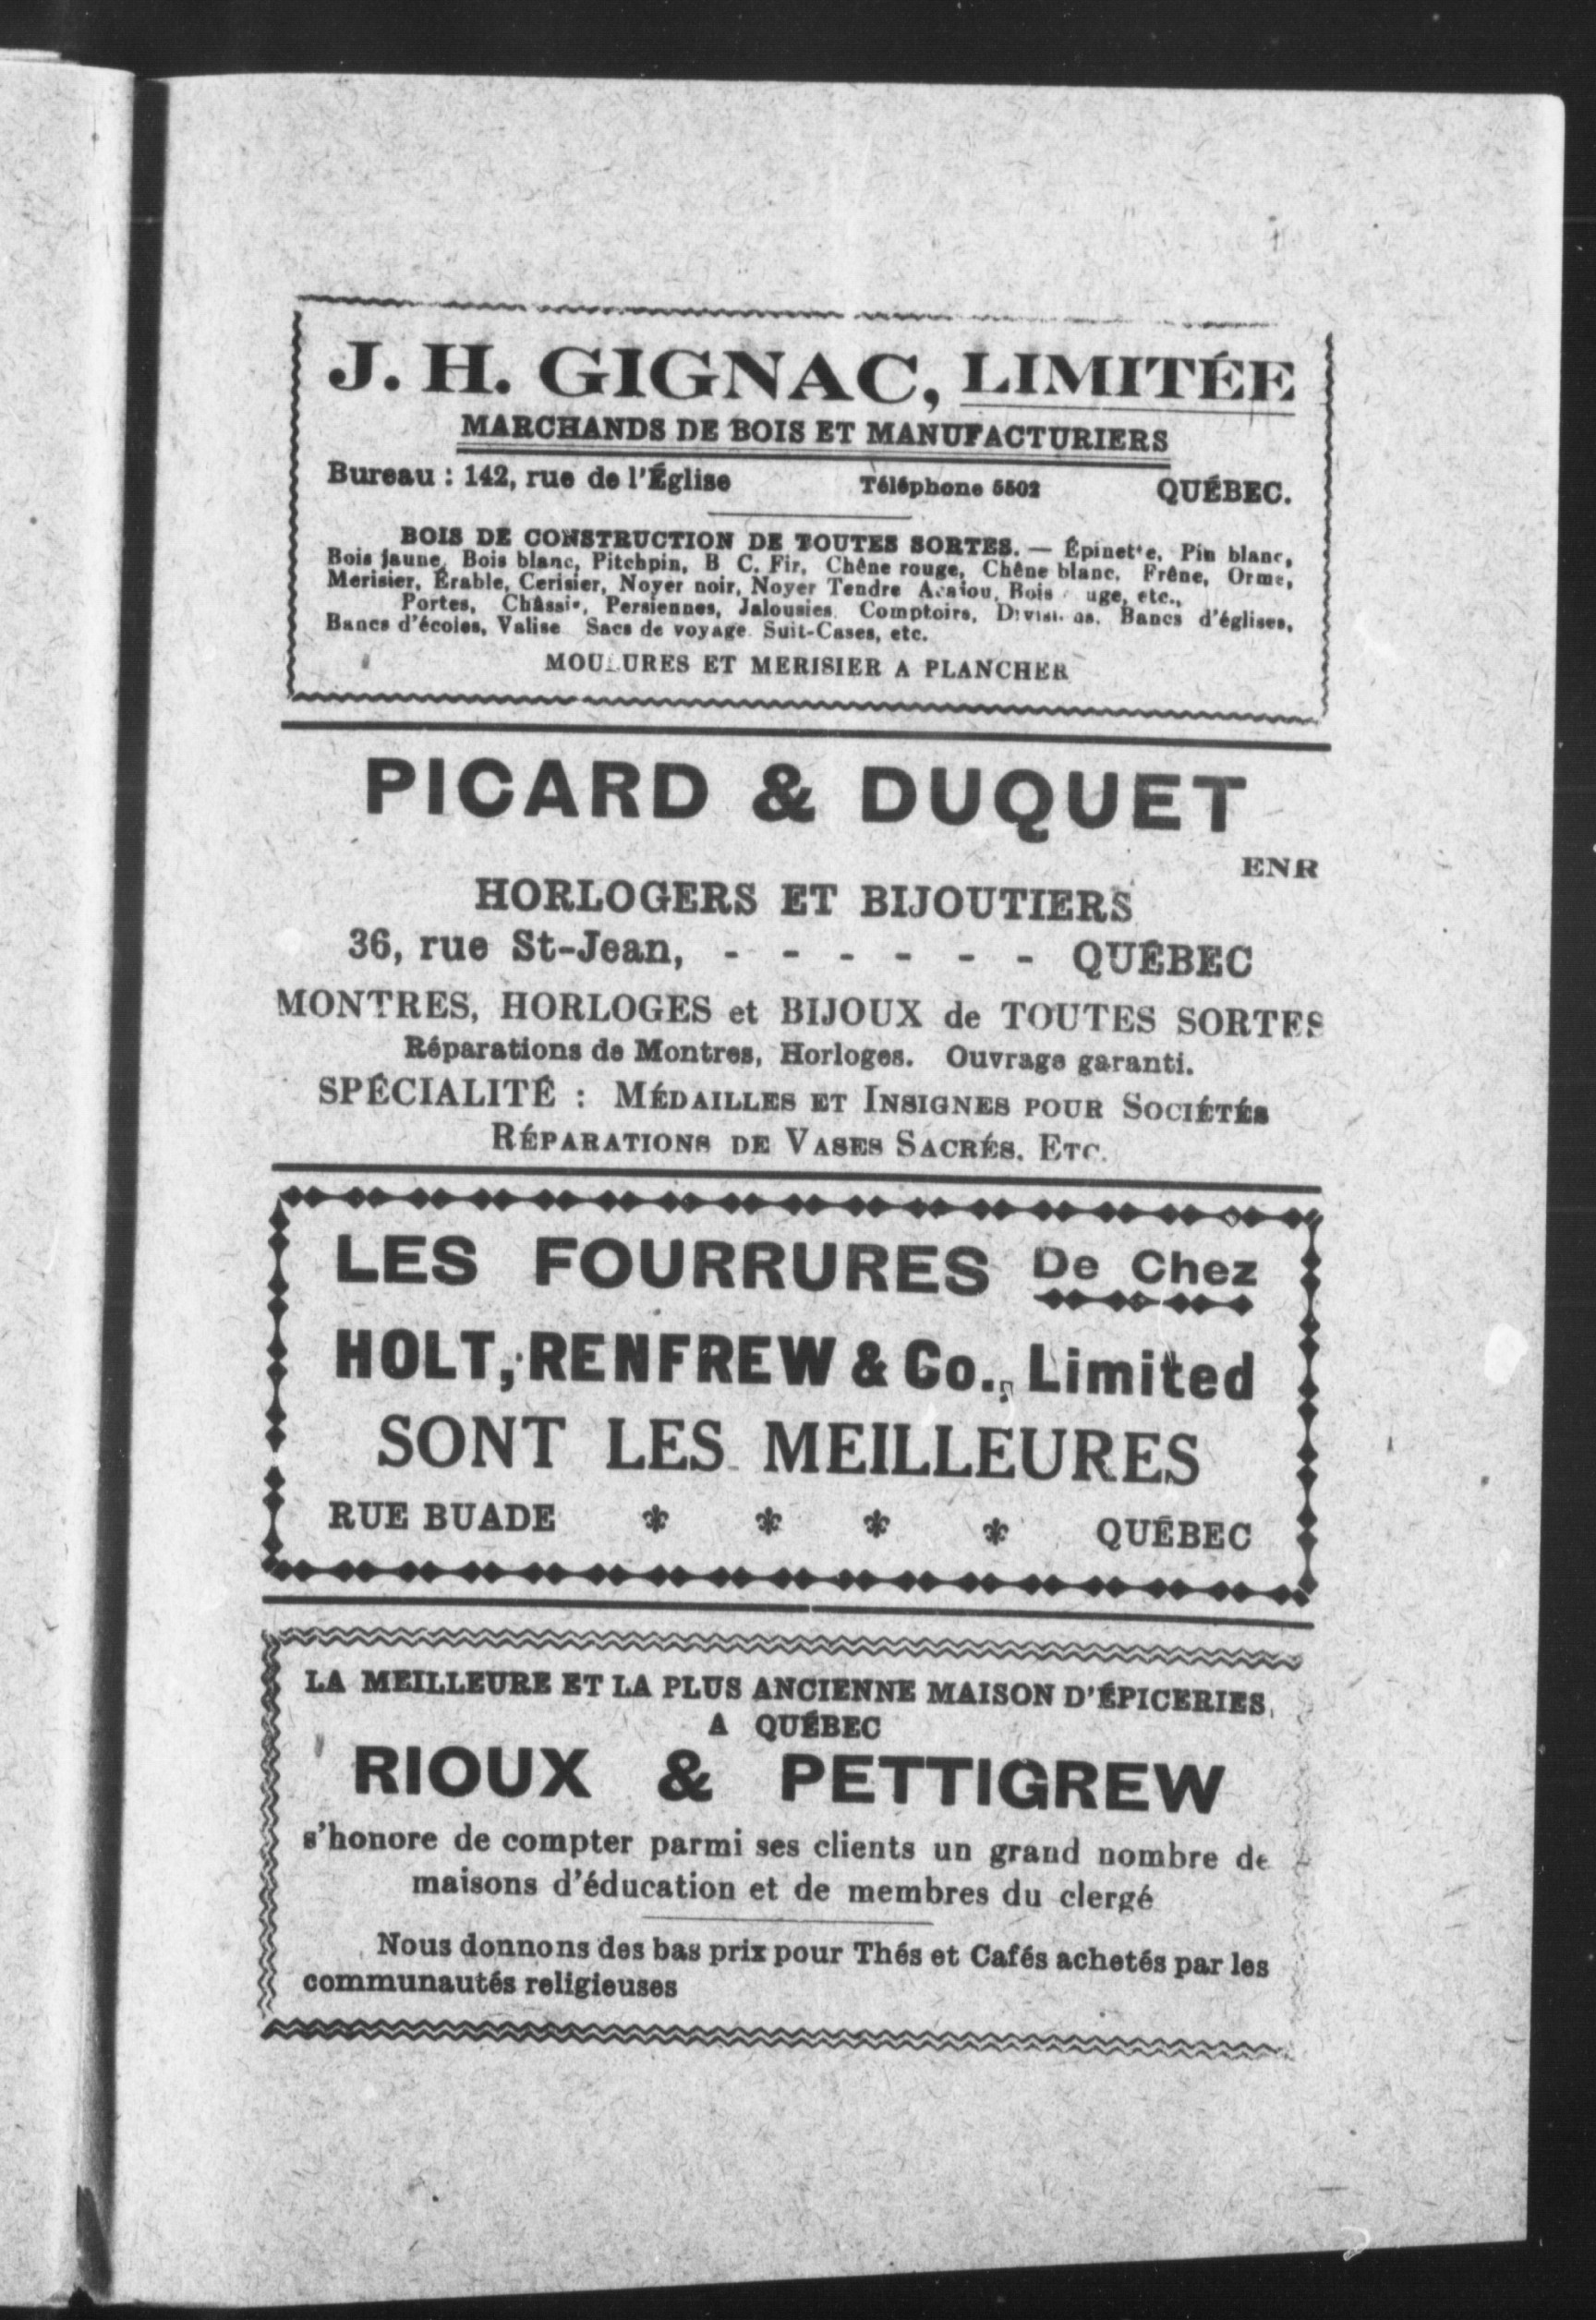 J. H. GIGNAC, LIMITÉE
MARCHANDS DE BOIS ET MANUFACTURIERS
Bureau : 142, rue de l'Église Téléphone 5502 QUÉBEC.
BOIS DE CONSTRUCTION DE TOUTES SORTES. — Épinette, Pin blanc,
Bois jaune, Bois blanc, Pitchpin, B C. Fir, Chêne rouge, Chêne blanc, Frêne, Orme,
Merisier, Érable, Cerisier, Noyer noir, Noyer Tendre Acajou, Bois uge, etc.,
Portes, Châssis, Persiennes, Jalousies, Comptoirs, Bancs d'églises,
Bancs d'écoles, Valise Sacs de voyage. Suit-Cases, etc.
MOULURES ET MERISIER A PLANCHER
PICARD & DUQUET
ENR
HORLOGERS ET BIJOUTIERS
36, rue St-Jean, - - - - - - QUÉBEC
MONTRES, HORLOGES et BIJOUX de TOUTES SORTES
Réparations de Montres, Horloges. Ouvrage garanti.
SPÉCIALITÉ : MÉDAILLES ET INSIGNES POUR SOCIÉTÉS
RÉPARATIONS DE VASES SACRÉS. ETC.
LES FOURRURES De Chez
HOLT, RENFREW & Co., Limited
SONT LES MEILLEURES
RUE BUADE QUÉBEC
LA MEILLEURE ET LA PLUS ANCIENNE MAISON D'ÉPICERIES,
A QUÉBEC
RIOUX & PETTIGREW
s'honore de compter parmi ses clients un grand nombre de
maisons d'éducation et de membres du clergé
Nous donnons des bas prix pour Thés et Cafés achetés par les
communautés religieuses